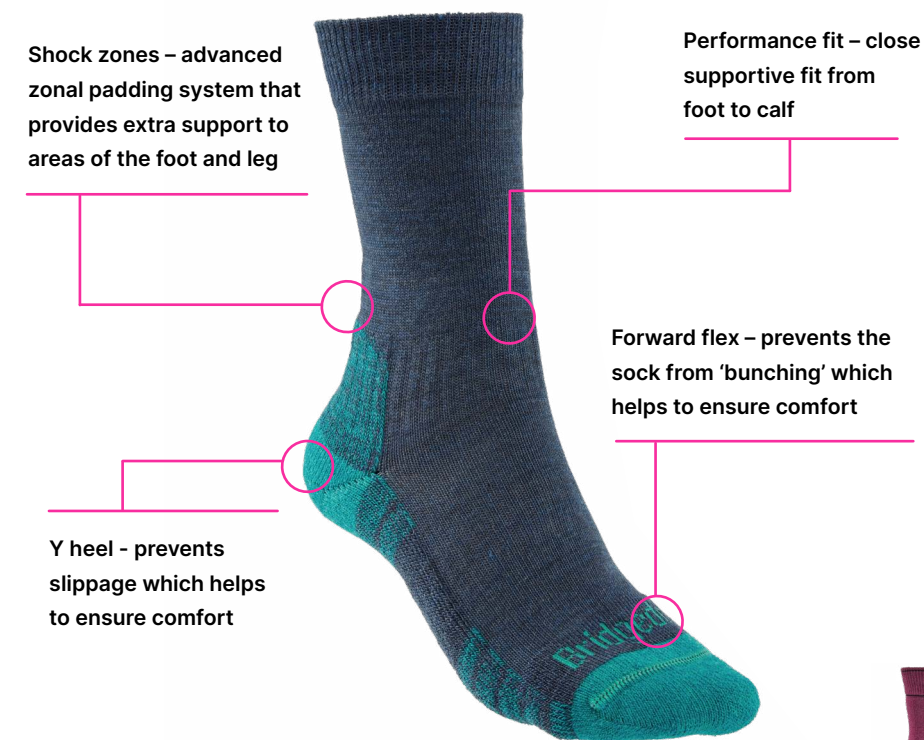 Shock zones – advanced
zonal padding system that
provides extra support to
areas of the foot and leg
Performance fit – close
supportive fit from
foot to calf
Forward flex – prevents the
sock from ‘bunching’ which
helps to ensure comfort
Y heel - prevents
slippage which helps
to ensure comfort